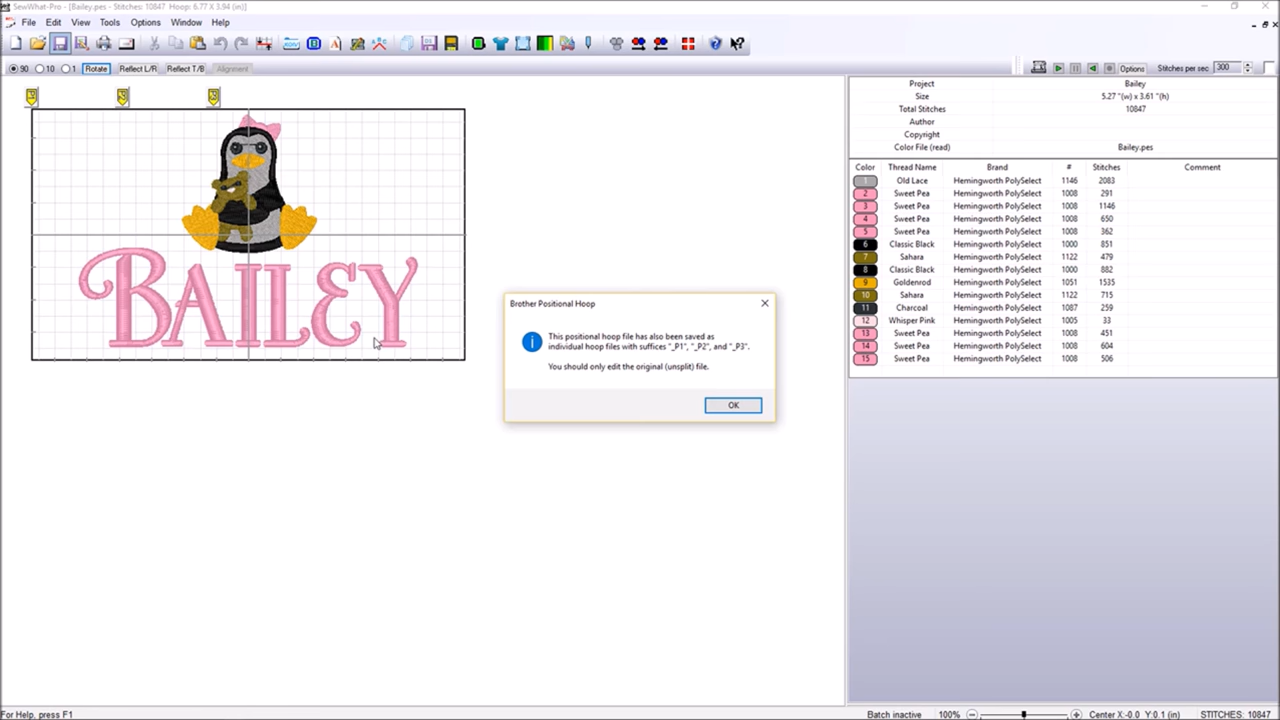 SewWhat-Pro - [Bailey.pes - Stitches: 10847 Hoop: 6.77 X 3.94 (in)]
File Edit View Tools Options Window Help
90 10 1 Rotate Reflect L/R Reflect T/B Alignment Options Stitches per sec 300
Project Bailey
Size 5.27 "(w) x 3.61 "(h)
Total Stitches 10847
Author
Copyright
Color File (read) Bailey.pes
Color Thread Name Brand # Stitches Comment
1 Old Lace Hemingworth PolySelect 1146 2083
2 Sweet Pea Hemingworth PolySelect 1008 291
3 Sweet Pea Hemingworth PolySelect 1008 1146
4 Sweet Pea Hemingworth PolySelect 1008 650
5 Sweet Pea Hemingworth PolySelect 1008 362
6 Classic Black Hemingworth PolySelect 1000 851
7 Sahara Hemingworth PolySelect 1122 479
8 Classic Black Hemingworth PolySelect 1000 882
9 Goldenrod Hemingworth PolySelect 1051 1535
10 Sahara Hemingworth PolySelect 1122 715
11 Charcoal Hemingworth PolySelect 1087 259
12 Whisper Pink Hemingworth PolySelect 1005 33
13 Sweet Pea Hemingworth PolySelect 1008 451
14 Sweet Pea Hemingworth PolySelect 1008 604
15 Sweet Pea Hemingworth PolySelect 1008 506
BAILEY
Brother Positional Hoop
This positional hoop file has also been saved as
individual hoop files with suffices "_P1", "_P2", and "_P3".
You should only edit the original (unsplit) file.
OK
For Help, press F1 Batch inactive 100% Center X:-0.0 Y:0.1 (in) STITCHES: 10847